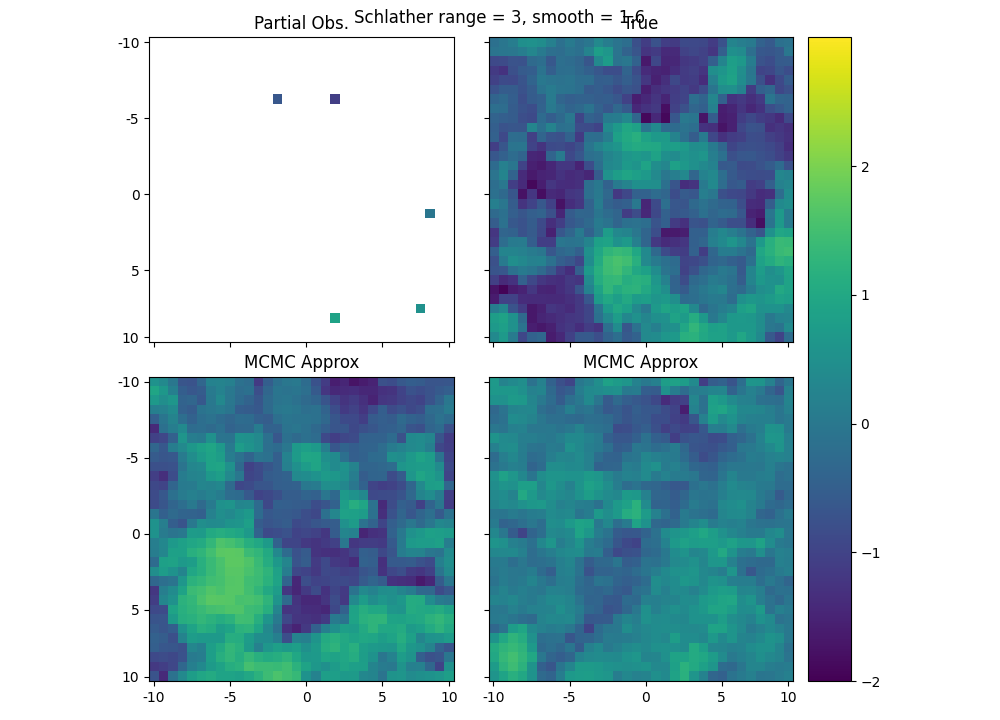 Schlather range = 3, smooth = 1.6
Partial Obs.
True
-10
-5
0
5
10
2
1
0
−1
−2
MCMC Approx
MCMC Approx
-10
-5
0
5
10
-10 -5 0 5 10
-10 -5 0 5 10